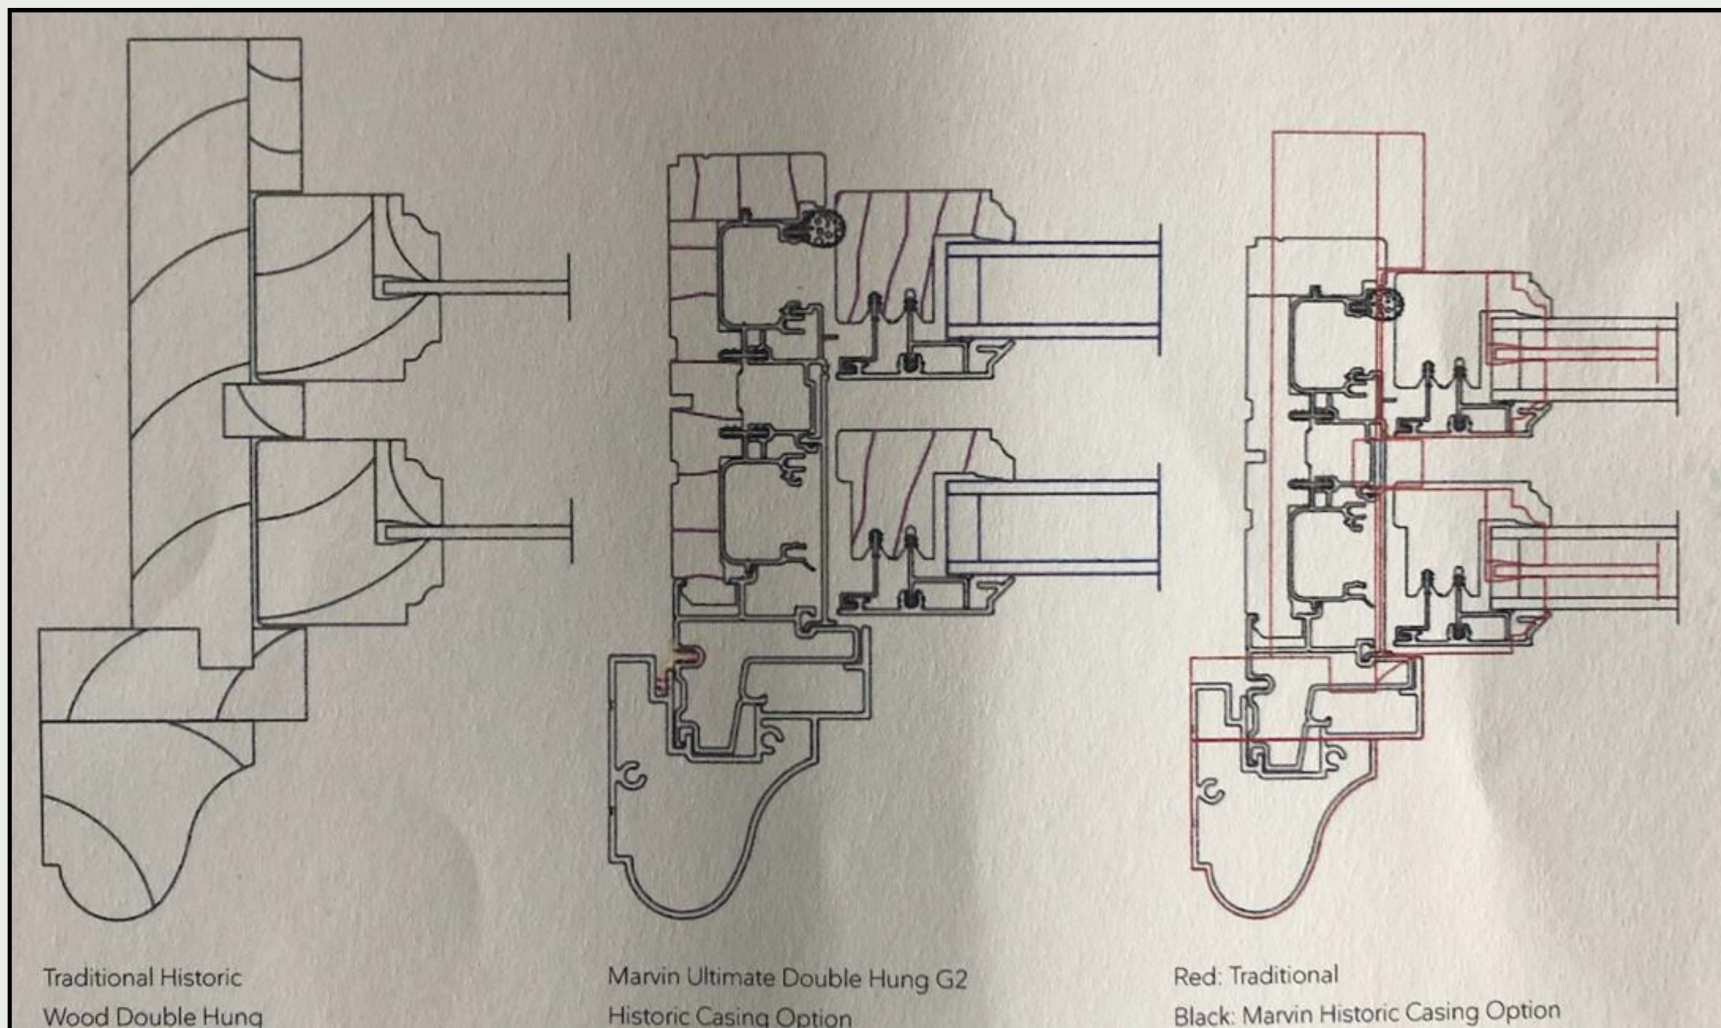 Traditional Historic
Wood Double Hung
Marvin Ultimate Double Hung G2
Historic Casing Option
Red: Traditional
Black: Marvin Historic Casing Option